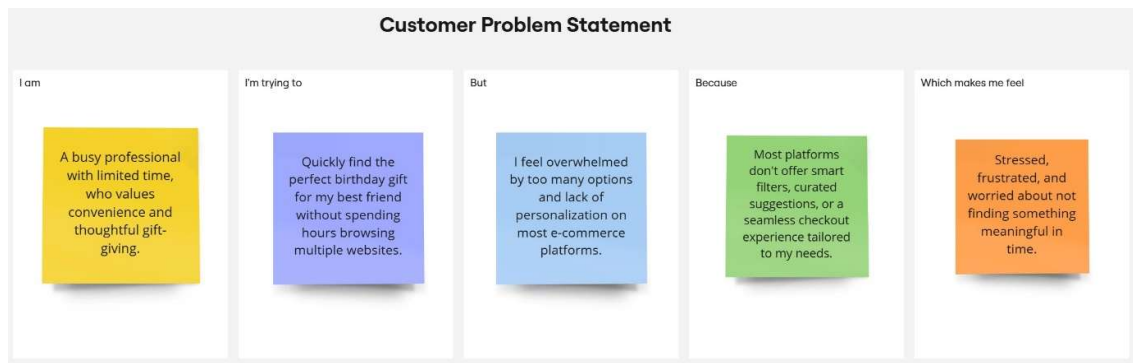 Customer Problem Statement
I am
A busy professional
with limited time,
who values
convenience and
thoughtful gift-
giving.
I'm trying to
Quickly find the
perfect birthday gift
for my best friend
without spending
hours browsing
multiple websites.
But
I feel overwhelmed
by too many options
and lack of
personalization on
most e-commerce
platforms.
Because
Most platforms
don't offer smart
filters, curated
suggestions, or a
seamless checkout
experience tailored
to my needs.
Which makes me feel
Stressed,
frustrated, and
worried about not
finding something
meaningful in
time.